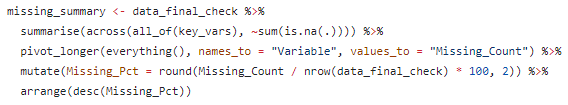 missing_summary <- data_final_check %>%
  summarise(across(all_of(key_vars), ~sum(is.na(.)))) %>%
  pivot_longer(everything(), names_to = "Variable", values_to = "Missing_Count") %>%
  mutate(Missing_Pct = round(Missing_Count / nrow(data_final_check) * 100, 2)) %>%
  arrange(desc(Missing_Pct))